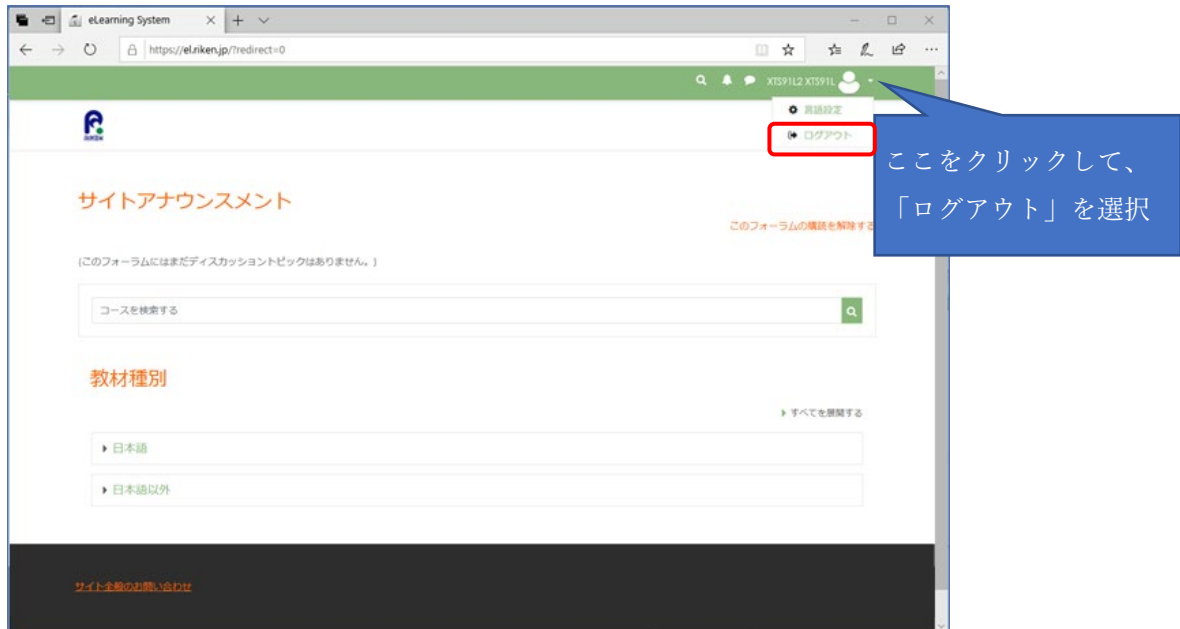 eLearning System
https://el.riken.jp/?redirect=0
XTS91L2 XTS91L
言語設定
ログアウト
RIKEN
ここをクリックして、
「ログアウト」を選択
サイトアナウンスメント
このフォーラムの購読を解除する
(このフォーラムにはまだディスカッショントピックはありません。)
コースを検索する
教材種別
すべてを展開する
日本語
日本語以外
サイト全般のお問い合わせ